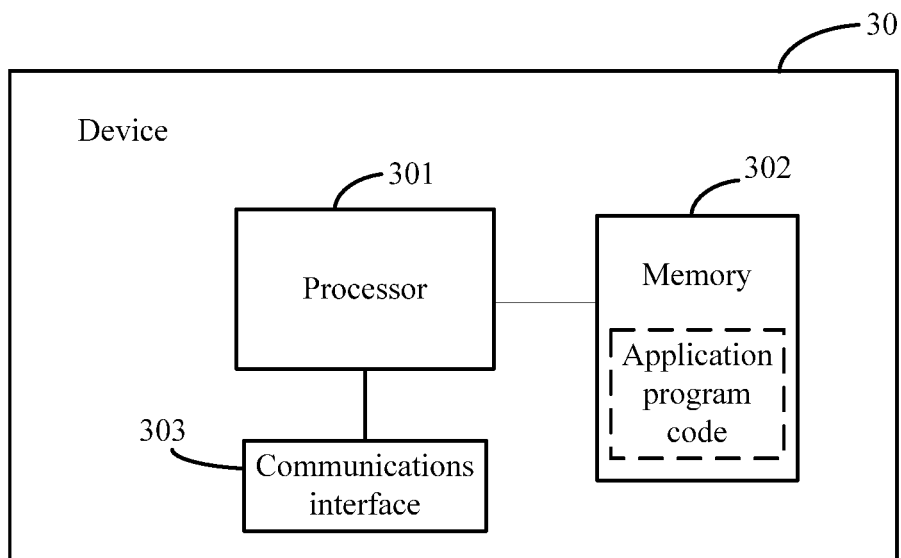 30
Device
301
302
Processor
Memory
Application
program
code
303
Communications
interface